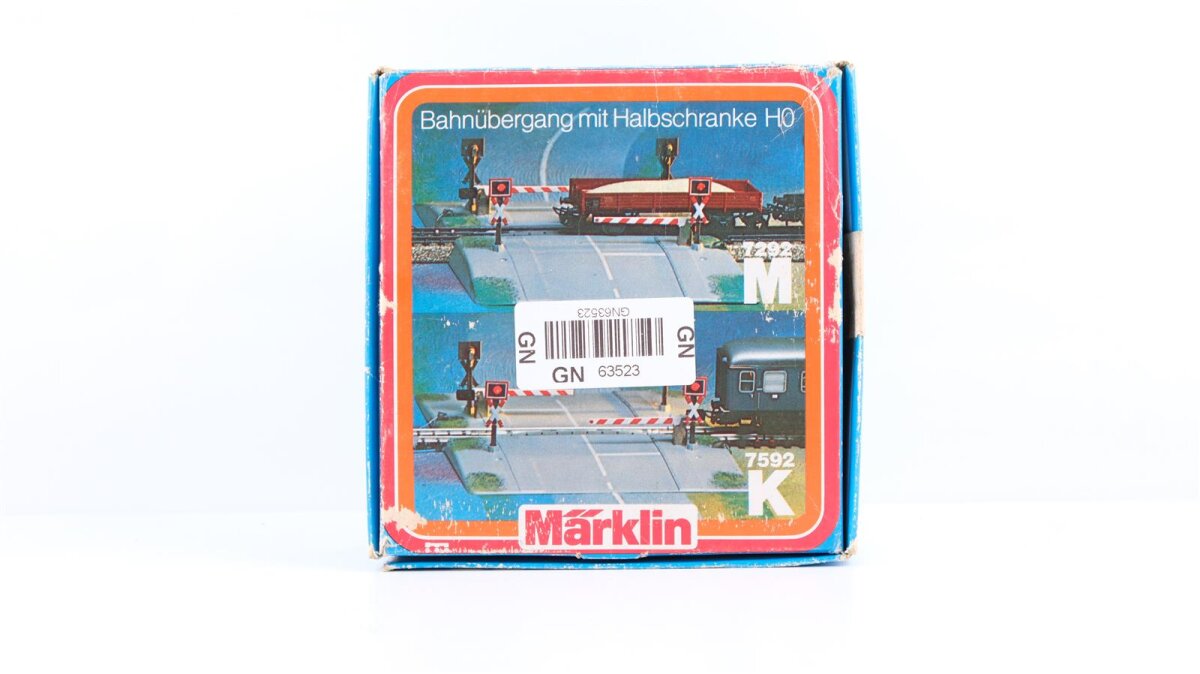 Bahnübergang mit Halbschranke H0
7292
M
GN63523
GN
GN
GN 63523
7592
K
Märklin